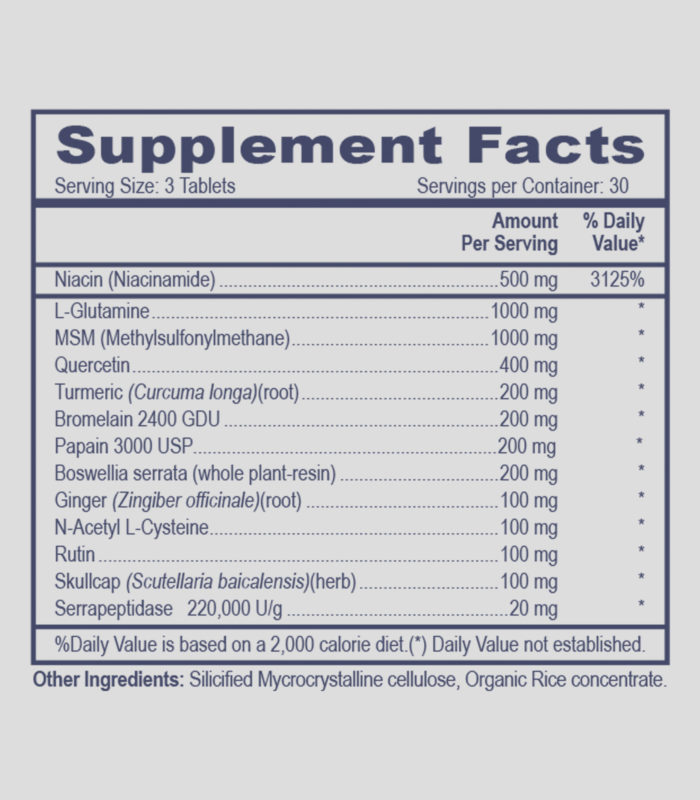 Supplement Facts
Serving Size: 3 Tablets Servings per Container: 30
Amount Per Serving % Daily Value*
Niacin (Niacinamide) 500 mg 3125%
L-Glutamine 1000 mg *
MSM (Methylsulfonylmethane) 1000 mg *
Quercetin 400 mg *
Turmeric (Curcuma longa)(root) 200 mg *
Bromelain 2400 GDU 200 mg *
Papain 3000 USP 200 mg *
Boswellia serrata (whole plant-resin) 200 mg *
Ginger (Zingiber officinale)(root) 100 mg *
N-Acetyl L-Cysteine 100 mg *
Rutin 100 mg *
Skullcap (Scutellaria baicalensis)(herb) 100 mg *
Serrapeptidase 220,000 U/g 20 mg *
%Daily Value is based on a 2,000 calorie diet.(*) Daily Value not established.
Other Ingredients: Silicified Mycrocrystalline cellulose, Organic Rice concentrate.